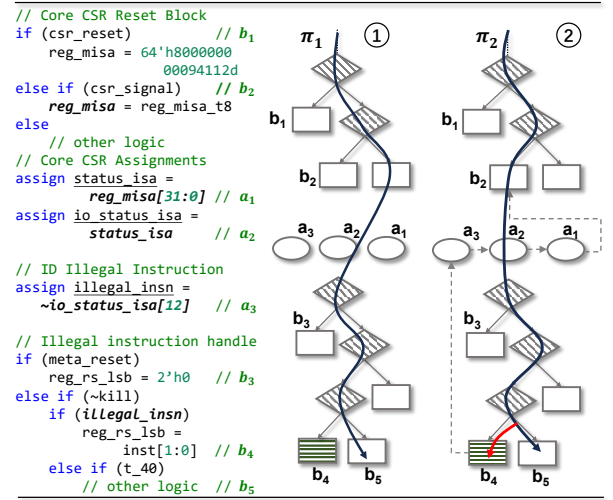 // Core CSR Reset Block
if (csr_reset) // b1
reg_misa = 64'h8000000
00094112d
else if (csr_signal) // b2
reg_misa = reg_misa_t8
else
// other logic
// Core CSR Assignments
assign status_isa =
reg_misa[31:0] // a1
assign io_status_isa =
status_isa // a2
// ID Illegal Instruction
assign illegal_insn =
~io_status_isa[12] // a3
// Illegal instruction handle
if (meta_reset)
reg_rs_lsb = 2’h0 // b3
else if (~kill)
if (illegal_insn)
reg_rs_lsb =
inst[1:0] // b4
else if (t_40)
// other logic // b5
π1 1
b1
b2
a3 a2 a1
b3
b4 b5
π2 2
b1
b2
a3 a2 a1
b3
b4 b5